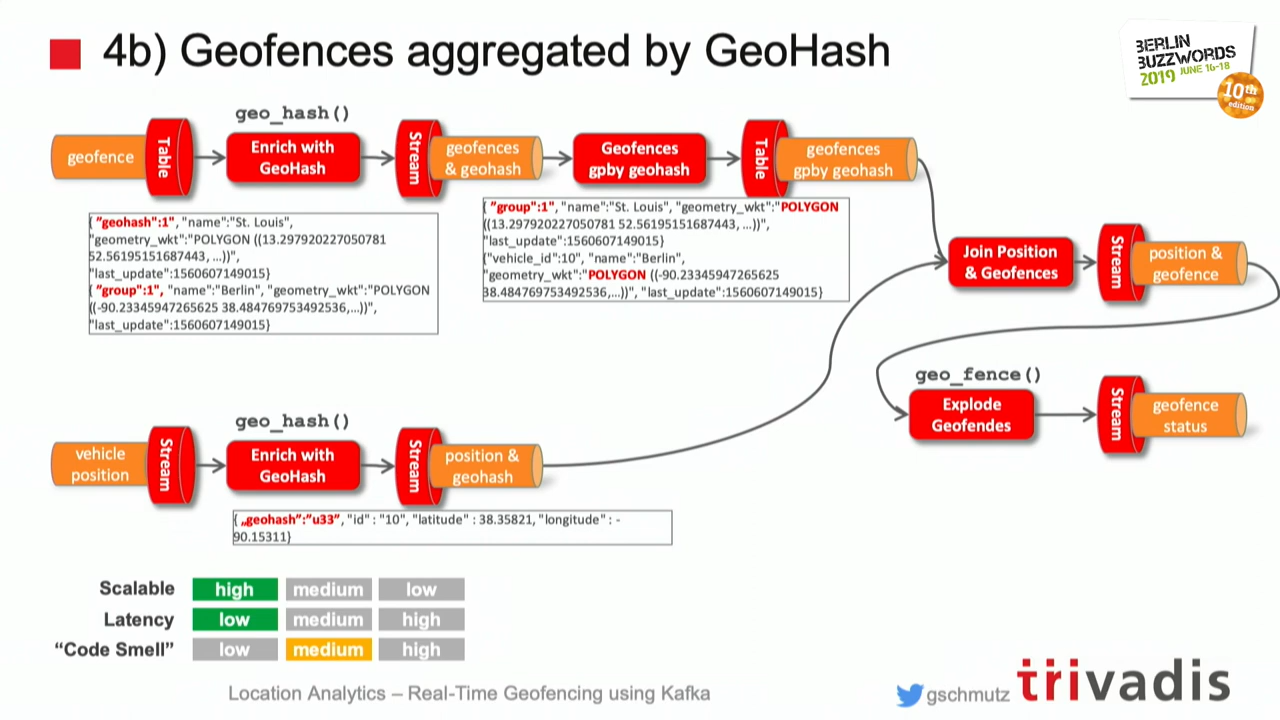 4b) Geofences aggregated by GeoHash
BERLIN
BUZZWORDS
2019 JUNE 16-18
10th
edition
geo_hash()
geofence
Table
Enrich with
GeoHash
Stream
geofences
& geohash
Geofences
gpby geohash
Table
geofences
gpby geohash
{ "geohash":1", "name":"St. Louis",
"geometry_wkt":"POLYGON ((13.297920227050781
52.56195151687443, ...))",
"last_update":1560607149015}
{ "group":1", "name":"Berlin", "geometry_wkt":"POLYGON
((-90.23345947265625 38.484769753492536,...))",
"last_update":1560607149015}
{ "group":1", "name":"St. Louis", "geometry_wkt":"POLYGON
((13.297920227050781 52.56195151687443, ...))",
"last_update":1560607149015}
{"vehicle_id":10", "name":"Berlin",
"geometry_wkt":"POLYGON ((-90.23345947265625
38.484769753492536,...))", "last_update":1560607149015}
Join Position
& Geofences
Stream
position &
geofence
geo_fence()
Explode
Geofendes
Stream
geofence
status
geo_hash()
vehicle
position
Stream
Enrich with
GeoHash
Stream
position &
geohash
{ „geohash":"u33", "id" : "10", "latitude" : 38.35821, "longitude" : -
90.15311}
Scalable high medium low
Latency low medium high
“Code Smell” low medium high
Location Analytics – Real-Time Geofencing using Kafka
gschmutz
trivadis